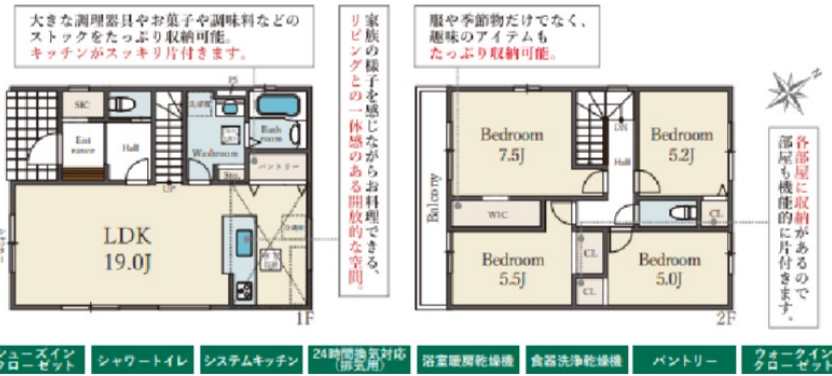 大きな調理器具やお菓子や調味料などの
ストックをたっぷり収納可能。
キッチンがスッキリ片付きます。
家族の様子を感じながらお料理できる、
リビングとの一体感のある開放的な空間。
服や季節物だけでなく、
趣味のアイテムも
たっぷり収納可能。
各部屋に収納があるので
部屋も機能的に片付きます。
N
SIC
PS
Ent
rance
Hall
UP
Washroom
Bath
room
Sto.
パントリー
LDK
19.0J
1F
Balcony
Bedroom
7.5J
DN
Hall
Bedroom
5.2J
WIC
CL
Bedroom
5.5J
CL
CL
Bedroom
5.0J
2F
シューズイン
クローゼット
シャワートイレ
システムキッチン
24時間換気対応
(排気用)
浴室暖房乾燥機
食器洗浄乾燥機
パントリー
ウォークイン
クローゼット